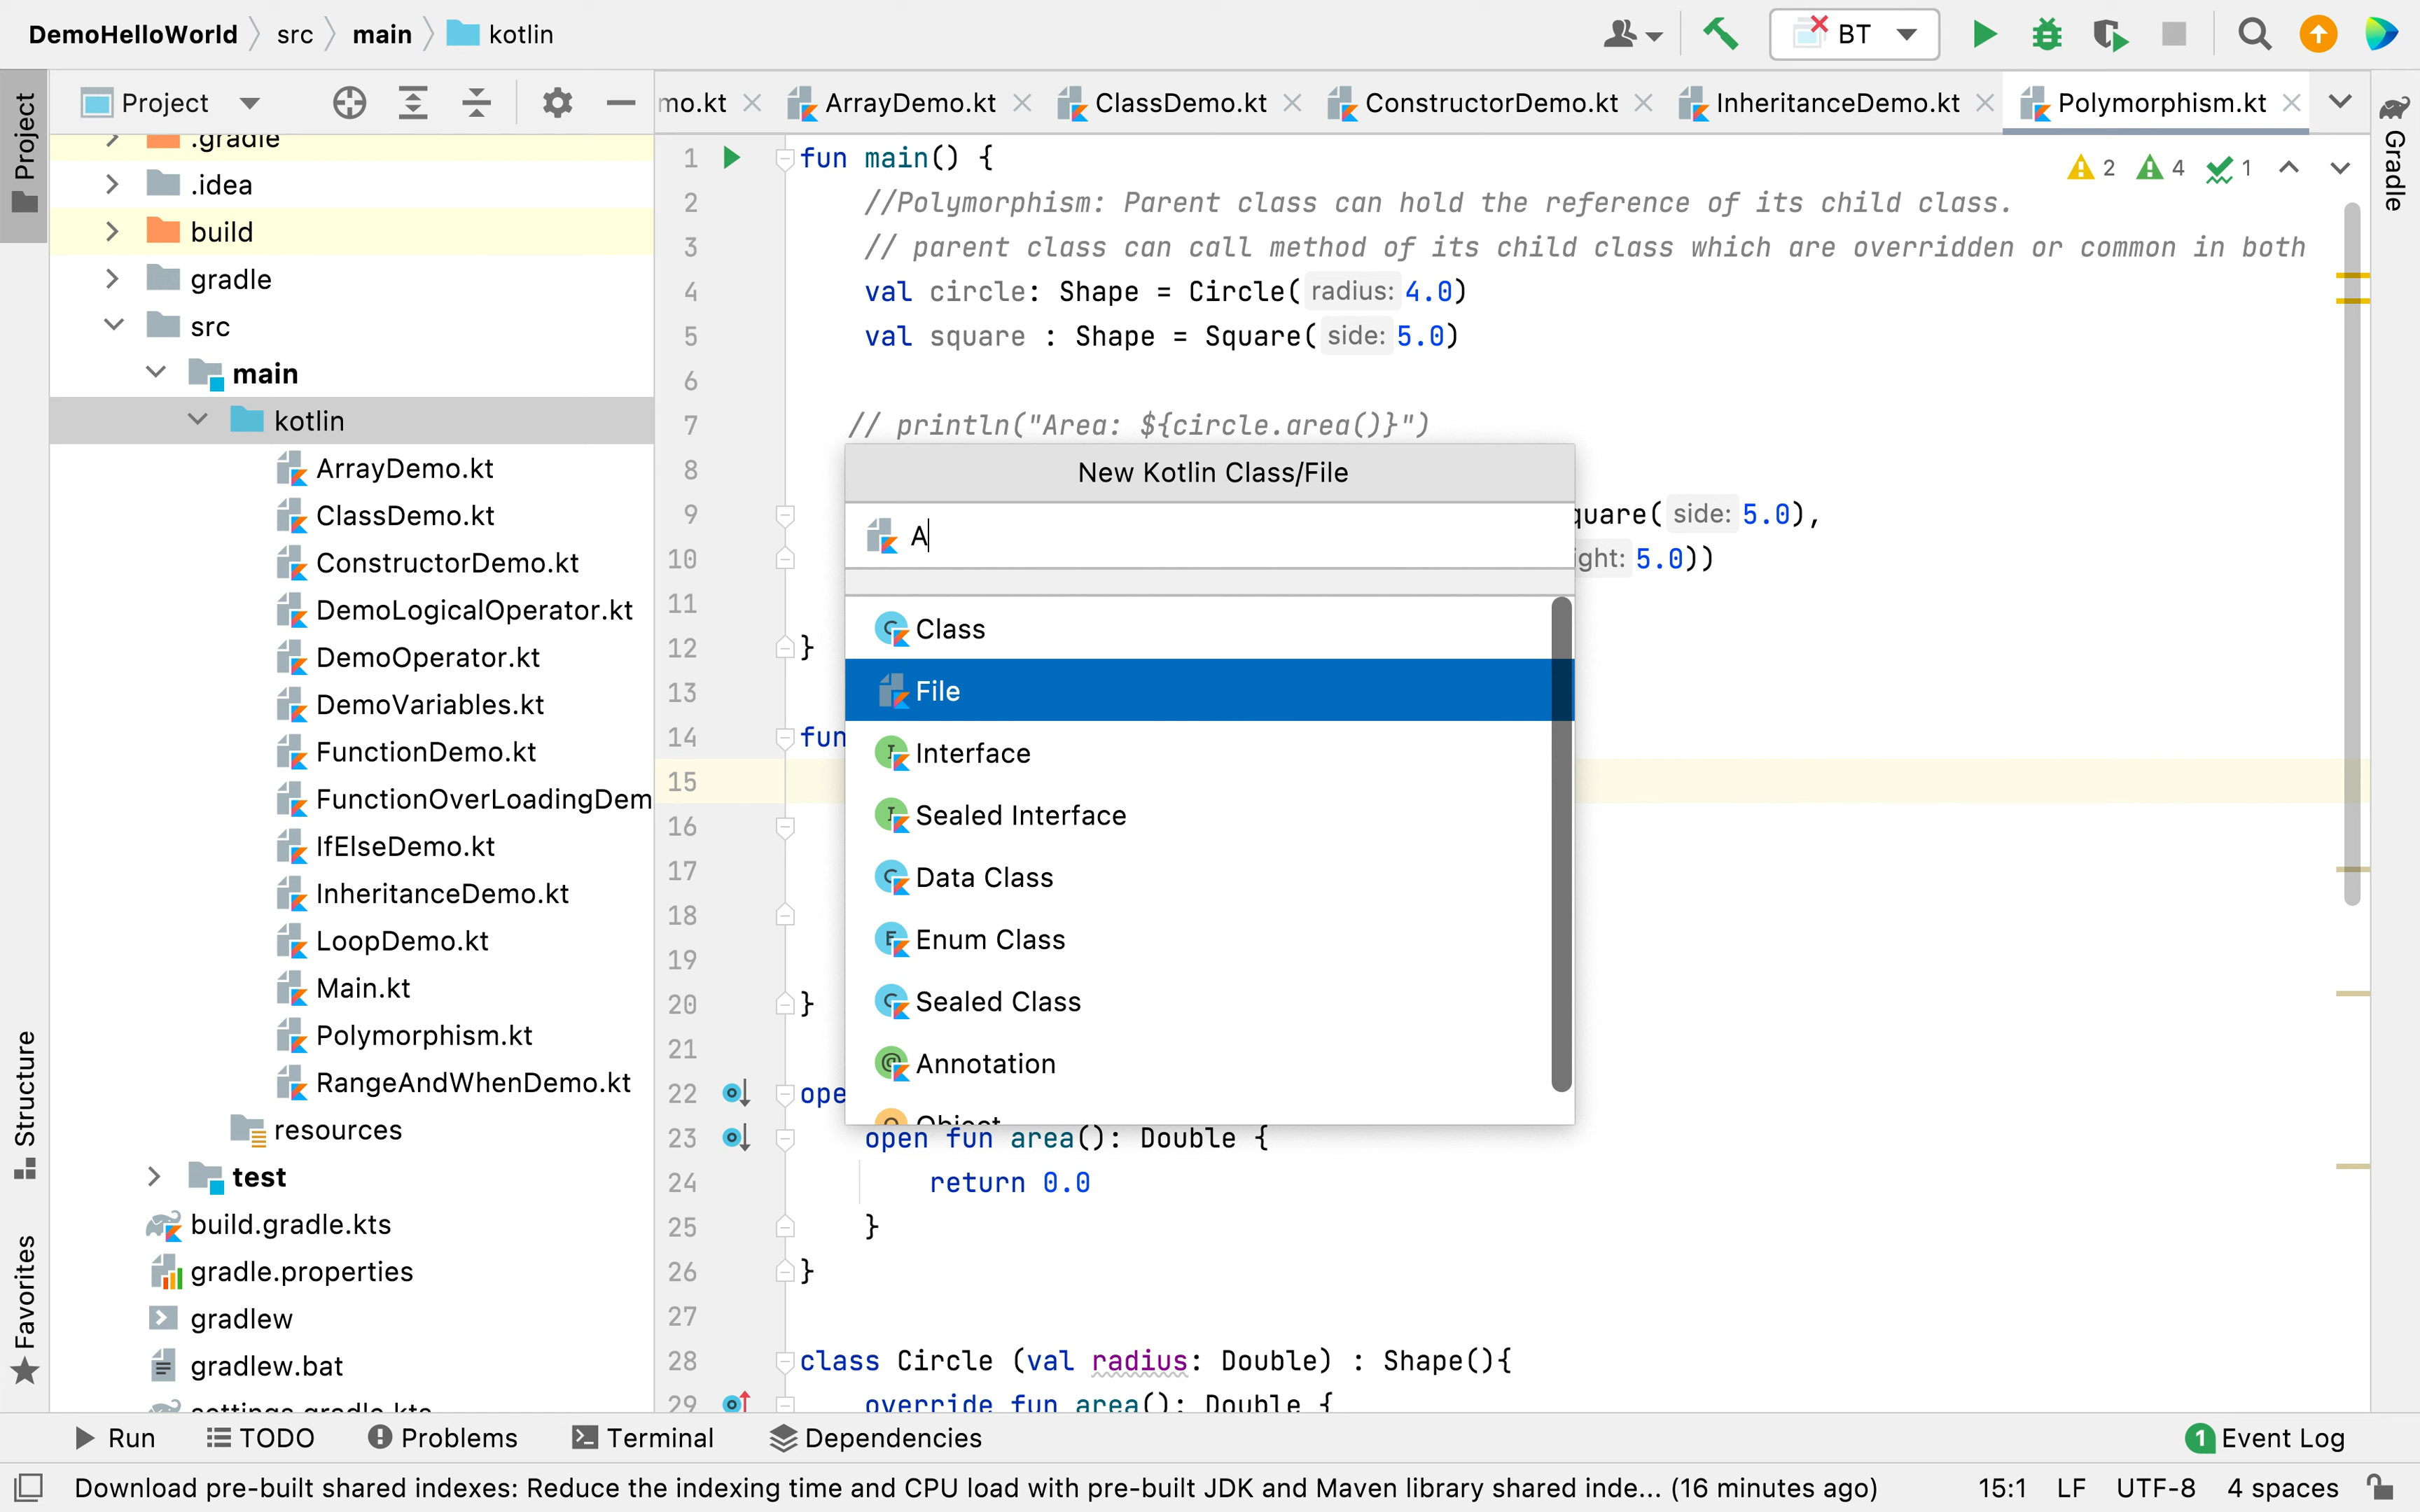 DemoHelloWorld src main kotlin BT
Project Project mo.kt ArrayDemo.kt ClassDemo.kt ConstructorDemo.kt InheritanceDemo.kt Polymorphism.kt Gradle
.gradle
.idea
build
gradle
src
main
kotlin
ArrayDemo.kt
ClassDemo.kt
ConstructorDemo.kt
DemoLogicalOperator.kt
DemoOperator.kt
DemoVariables.kt
FunctionDemo.kt
FunctionOverLoadingDem
IfElseDemo.kt
InheritanceDemo.kt
LoopDemo.kt
Main.kt
Polymorphism.kt
RangeAndWhenDemo.kt
resources
test
build.gradle.kts
gradle.properties
gradlew
gradlew.bat
settings.gradle.kts
Structure
Favorites
2 4 1
1 fun main() {
2 //Polymorphism: Parent class can hold the reference of its child class.
3 // parent class can call method of its child class which are overridden or common in both
4 val circle: Shape = Circle( radius: 4.0)
5 val square : Shape = Square( side: 5.0)
6
7 // println("Area: ${circle.area()}")
8
9 quare( side: 5.0),
10 ight: 5.0))
11
12 }
13
14 fun
15
16
17
18
19
20 }
21
22 ope
23 open fun area(): Double {
24 return 0.0
25 }
26 }
27
28 class Circle (val radius: Double) : Shape(){
29 override fun area(): Double {
New Kotlin Class/File
A
Class
File
Interface
Sealed Interface
Data Class
Enum Class
Sealed Class
Annotation
Object
Run TODO Problems Terminal Dependencies 1 Event Log
Download pre-built shared indexes: Reduce the indexing time and CPU load with pre-built JDK and Maven library shared inde... (16 minutes ago) 15:1 LF UTF-8 4 spaces